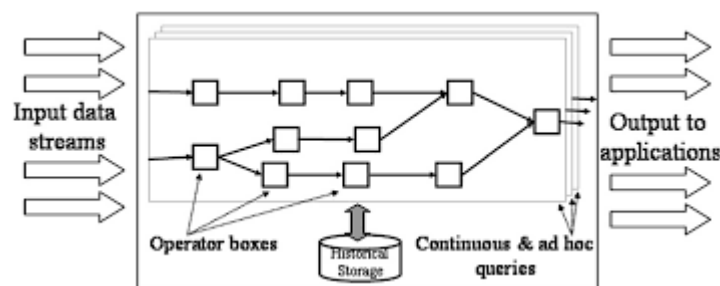 Input data
streams
Output to
applications
Operator boxes
Historical
Storage
Continuous & ad hoc
queries